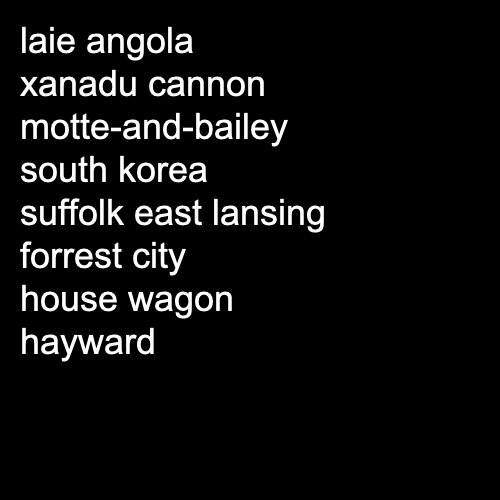 laie angola
xanadu cannon
motte-and-bailey
south korea
suffolk east lansing
forrest city
house wagon
hayward